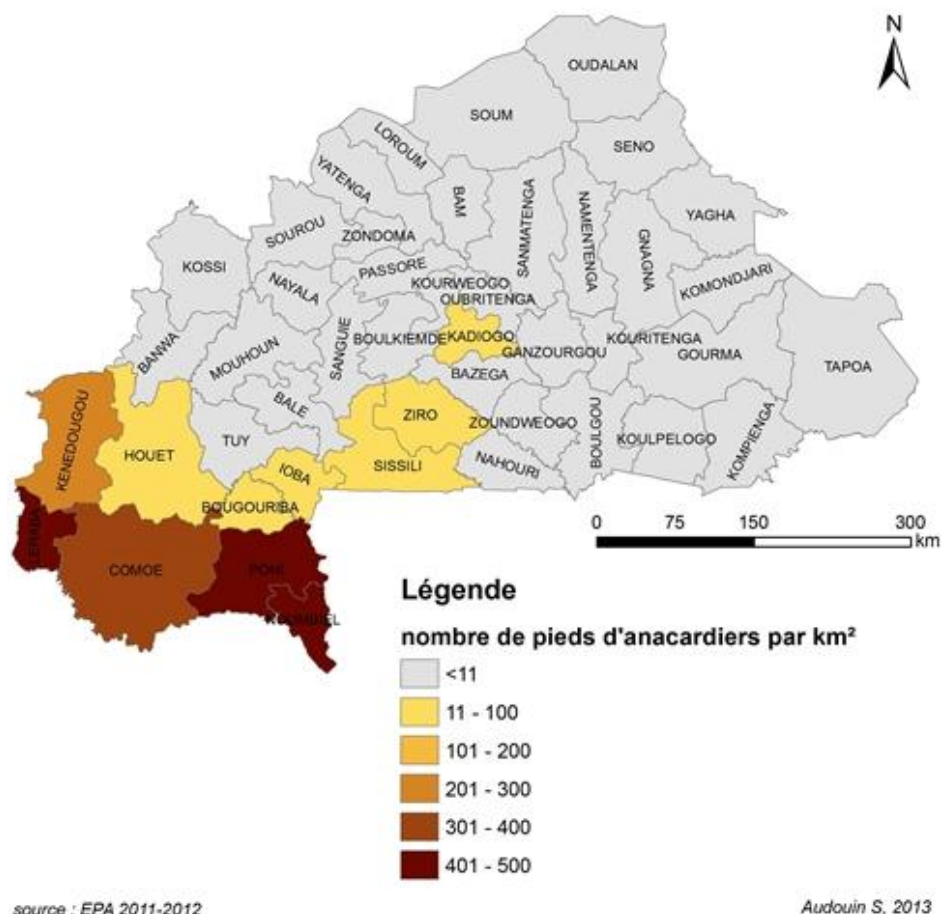 N
OUDALAN
SOUM
SENO
LOROUM
YATENGA
BAM
SANMATENGA
NAMENTENGA
YAGHA
GNAGNA
SOUROU
ZONDOMA
KOSSI
PASSORE
KOMONDJARI
NAYALA
KOURWEOGO
OUBRITENGA
BANWA
MOUHOUN
SANGUIE
BOULKIEMDE
KADIOGO
GANZOURGOU
KOURITENGA
GOURMA
TAPOA
BAZEGA
BALE
KENEDOUGOU
HOUET
TUY
ZIRO
ZOUNDWEOGO
BOULGOU
KOULPELOGO
KOMPIENGA
IOBA
SISSILI
NAHOURI
BOUGOURIBA
LERABA
COMOE
PONI
0 75 150 300
km
Légende
nombre de pieds d'anacardiers par km²
<11
11 - 100
101 - 200
201 - 300
301 - 400
401 - 500
source : EPA 2011-2012
Audouin S, 2013